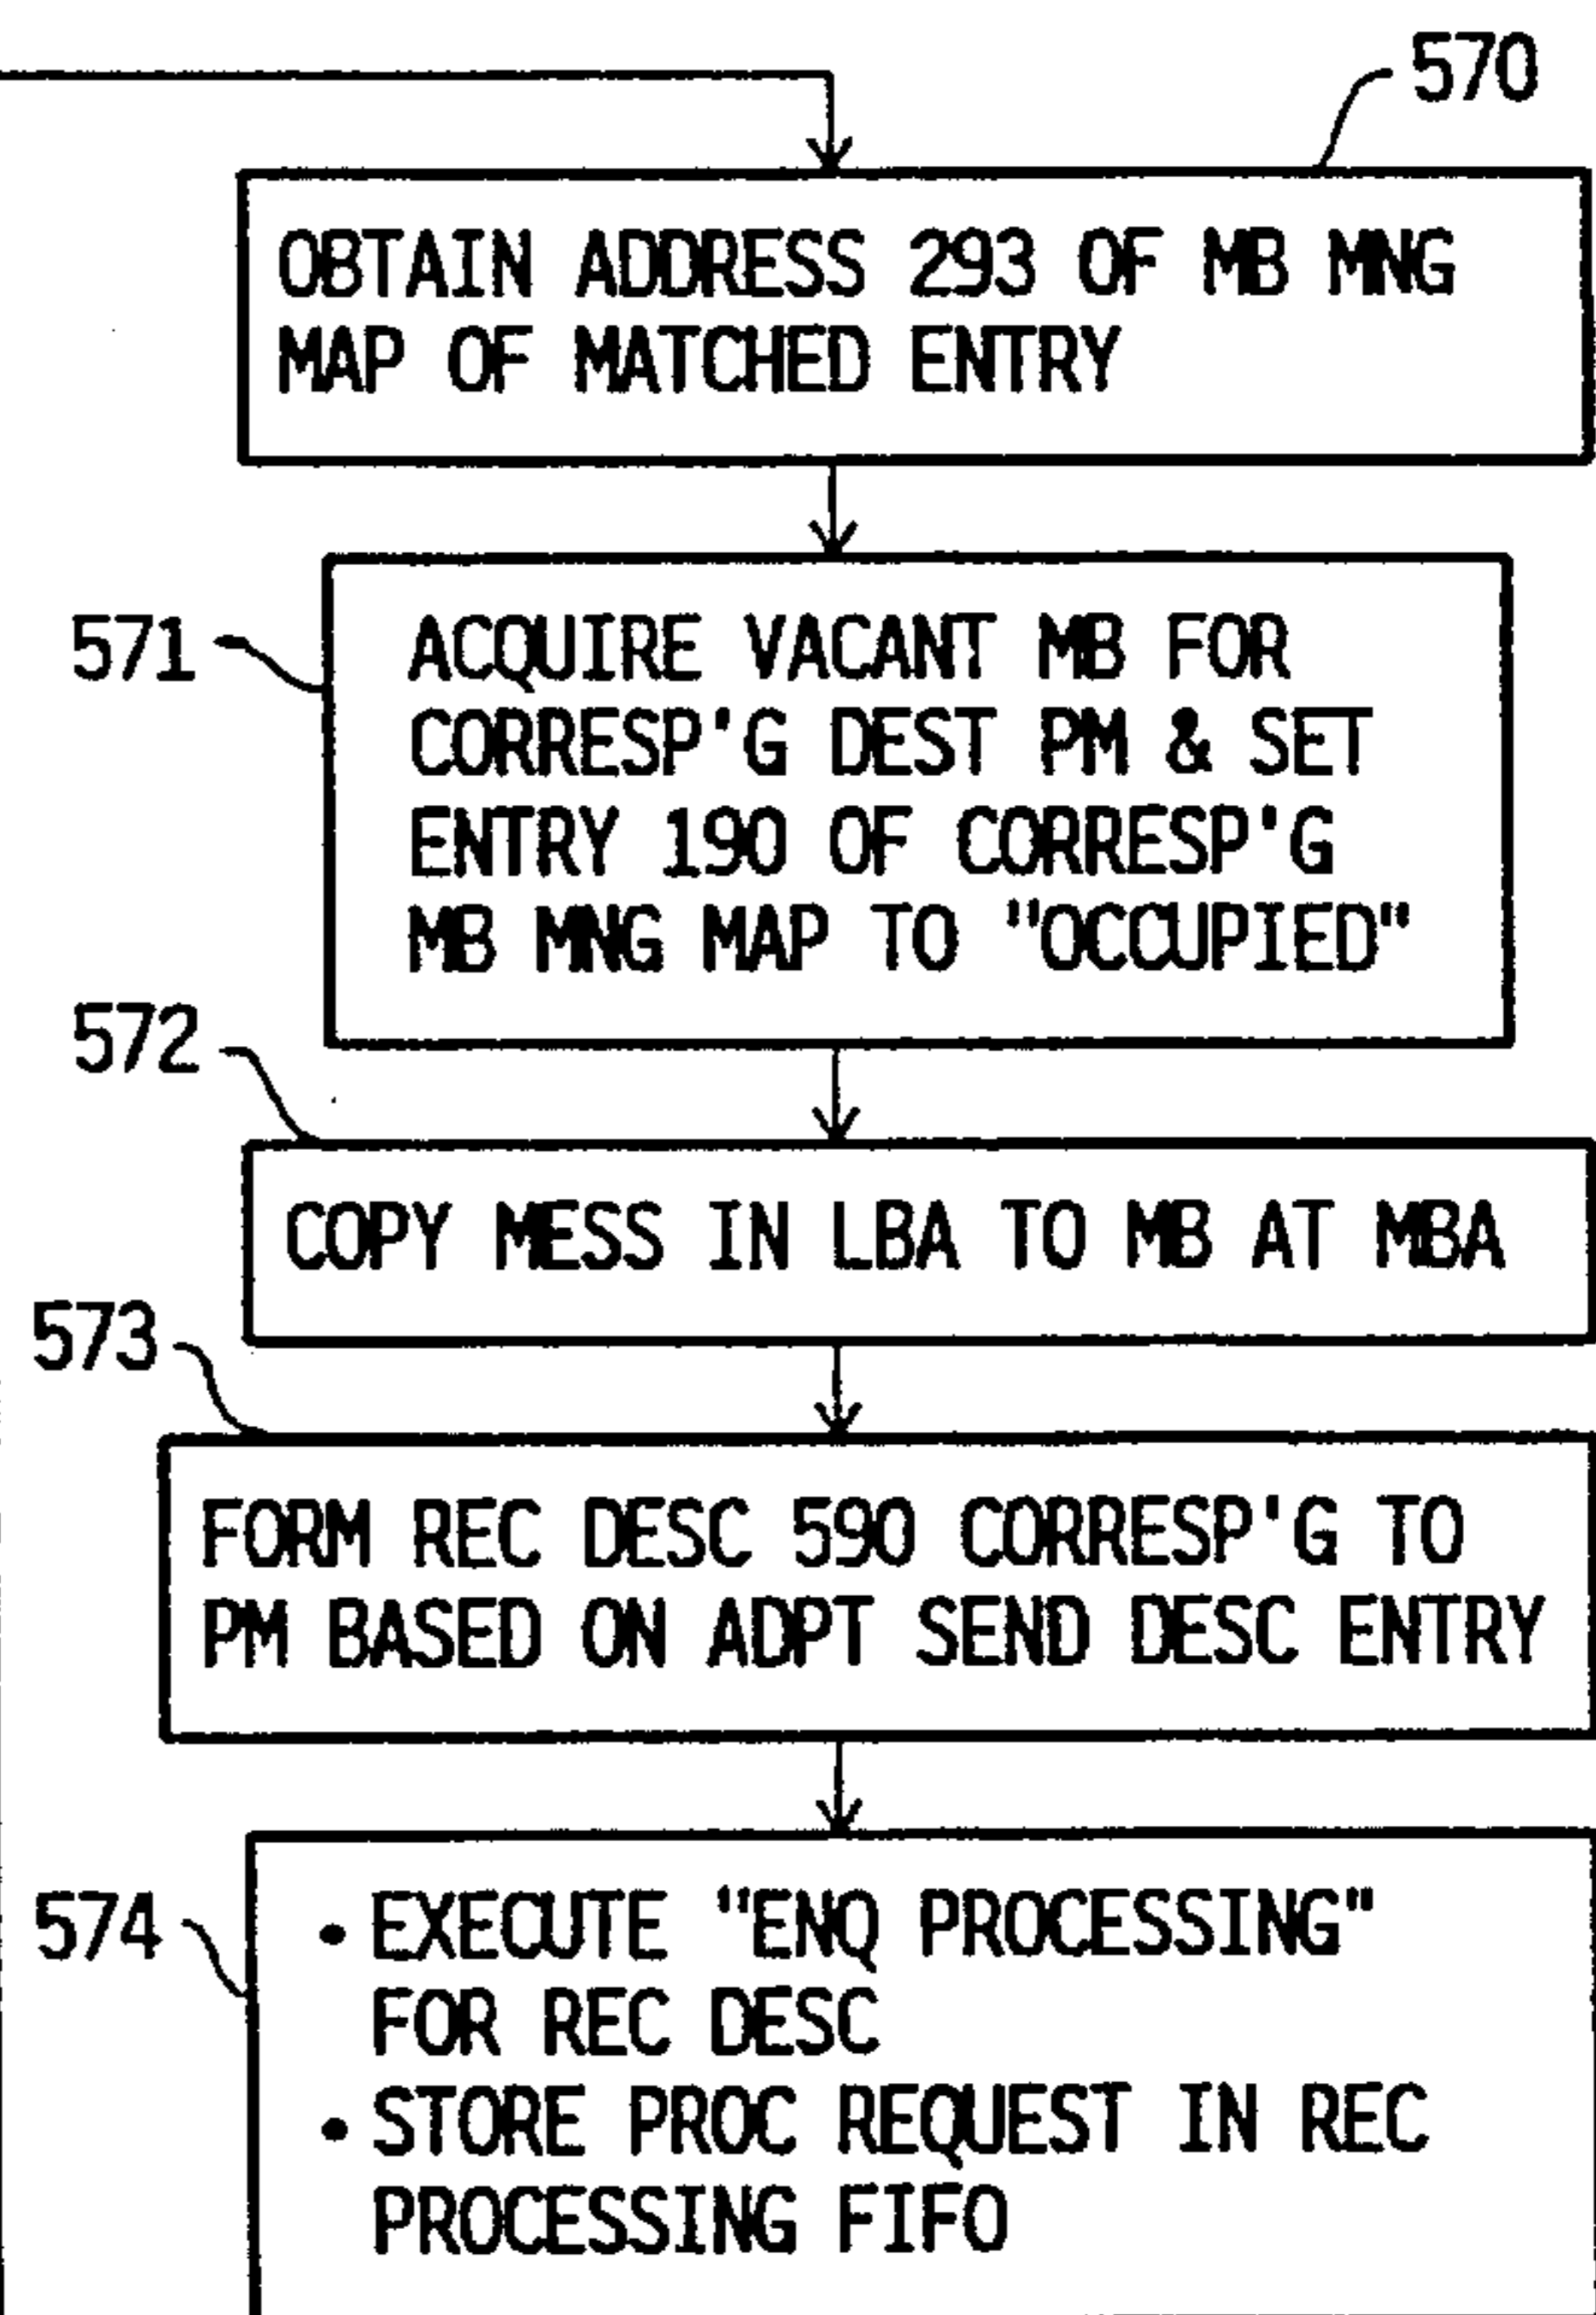 570
OBTAIN ADDRESS 293 OF MB MNG
MAP OF MATCHED ENTRY
571
ACQUIRE VACANT MB FOR
CORRESP'G DEST PM & SET
ENTRY 190 OF CORRESP'G
MB MNG MAP TO "OCCUPIED"
572
COPY MESS IN LBA TO MB AT MBA
573
FORM REC DESC 590 CORRESP'G TO
PM BASED ON ADPT SEND DESC ENTRY
574
• EXECUTE "ENQ PROCESSING"
FOR REC DESC
• STORE PROC REQUEST IN REC
PROCESSING FIFO